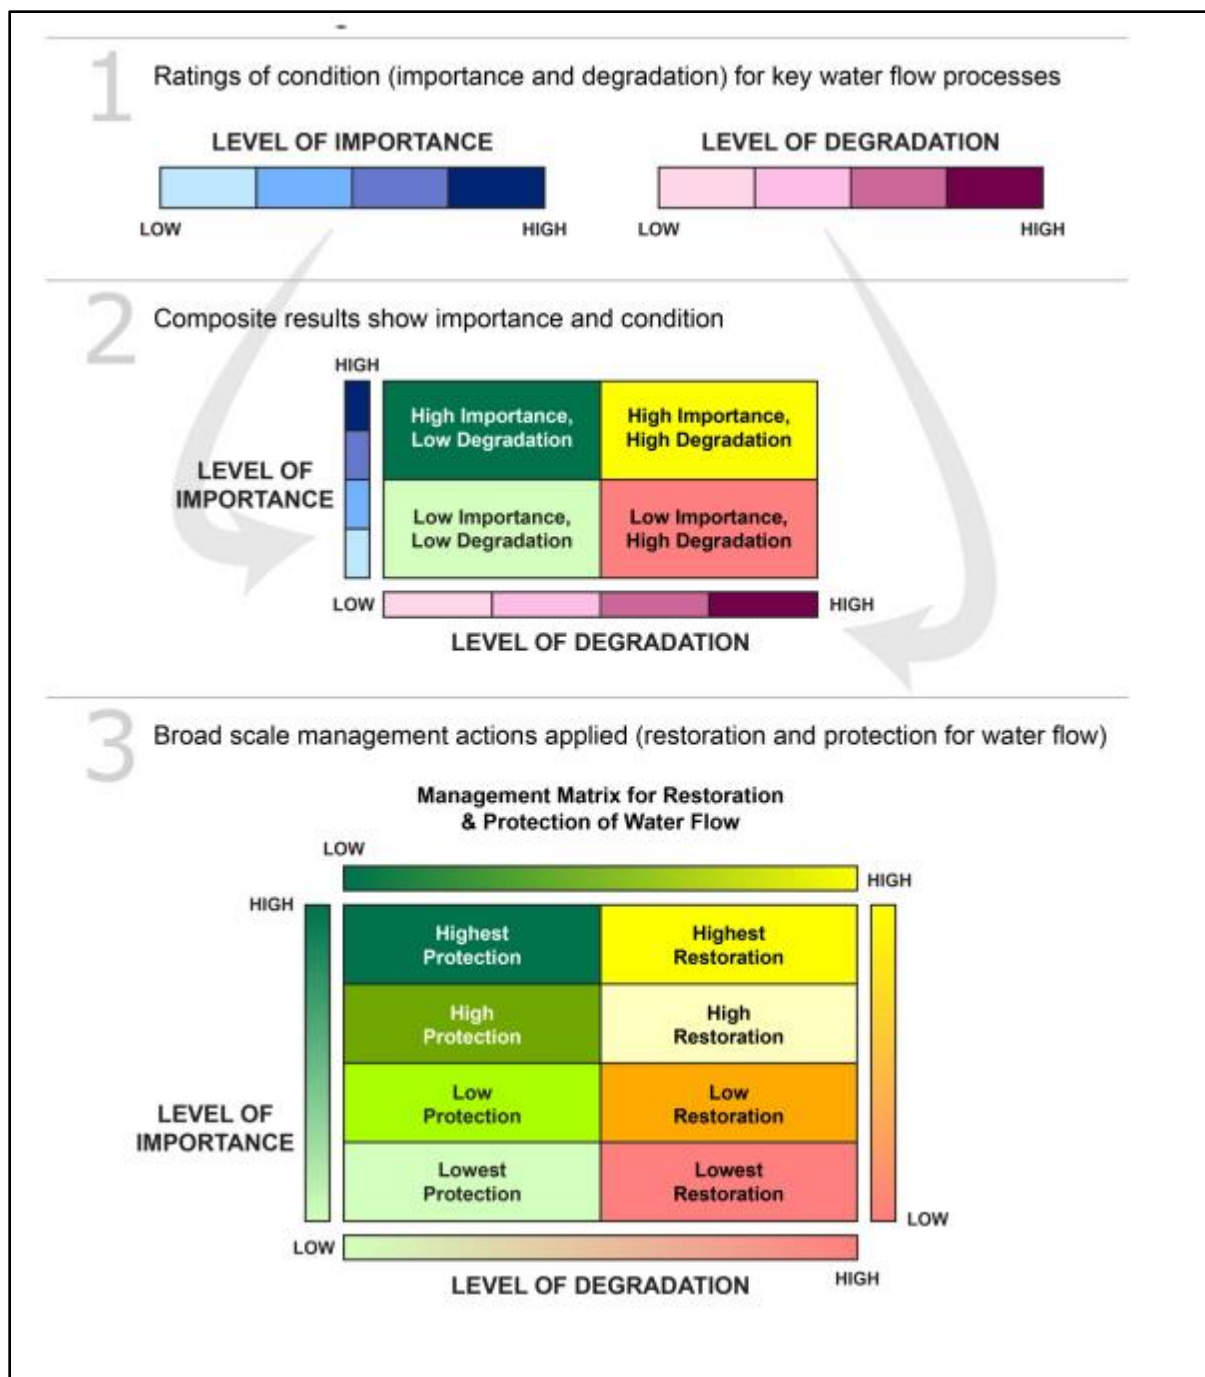 1
Ratings of condition (importance and degradation) for key water flow processes
LEVEL OF IMPORTANCE
LOW
HIGH
LEVEL OF DEGRADATION
LOW
HIGH
2
Composite results show importance and condition
HIGH
LEVEL OF
IMPORTANCE
High Importance,
Low Degradation
High Importance,
High Degradation
Low Importance,
Low Degradation
Low Importance,
High Degradation
LOW
HIGH
LEVEL OF DEGRADATION
3
Broad scale management actions applied (restoration and protection for water flow)
Management Matrix for Restoration
& Protection of Water Flow
LOW
HIGH
HIGH
Highest
Protection
Highest
Restoration
High
Protection
High
Restoration
LEVEL OF
IMPORTANCE
Low
Protection
Low
Restoration
Lowest
Protection
Lowest
Restoration
LOW
LOW
HIGH
LEVEL OF DEGRADATION